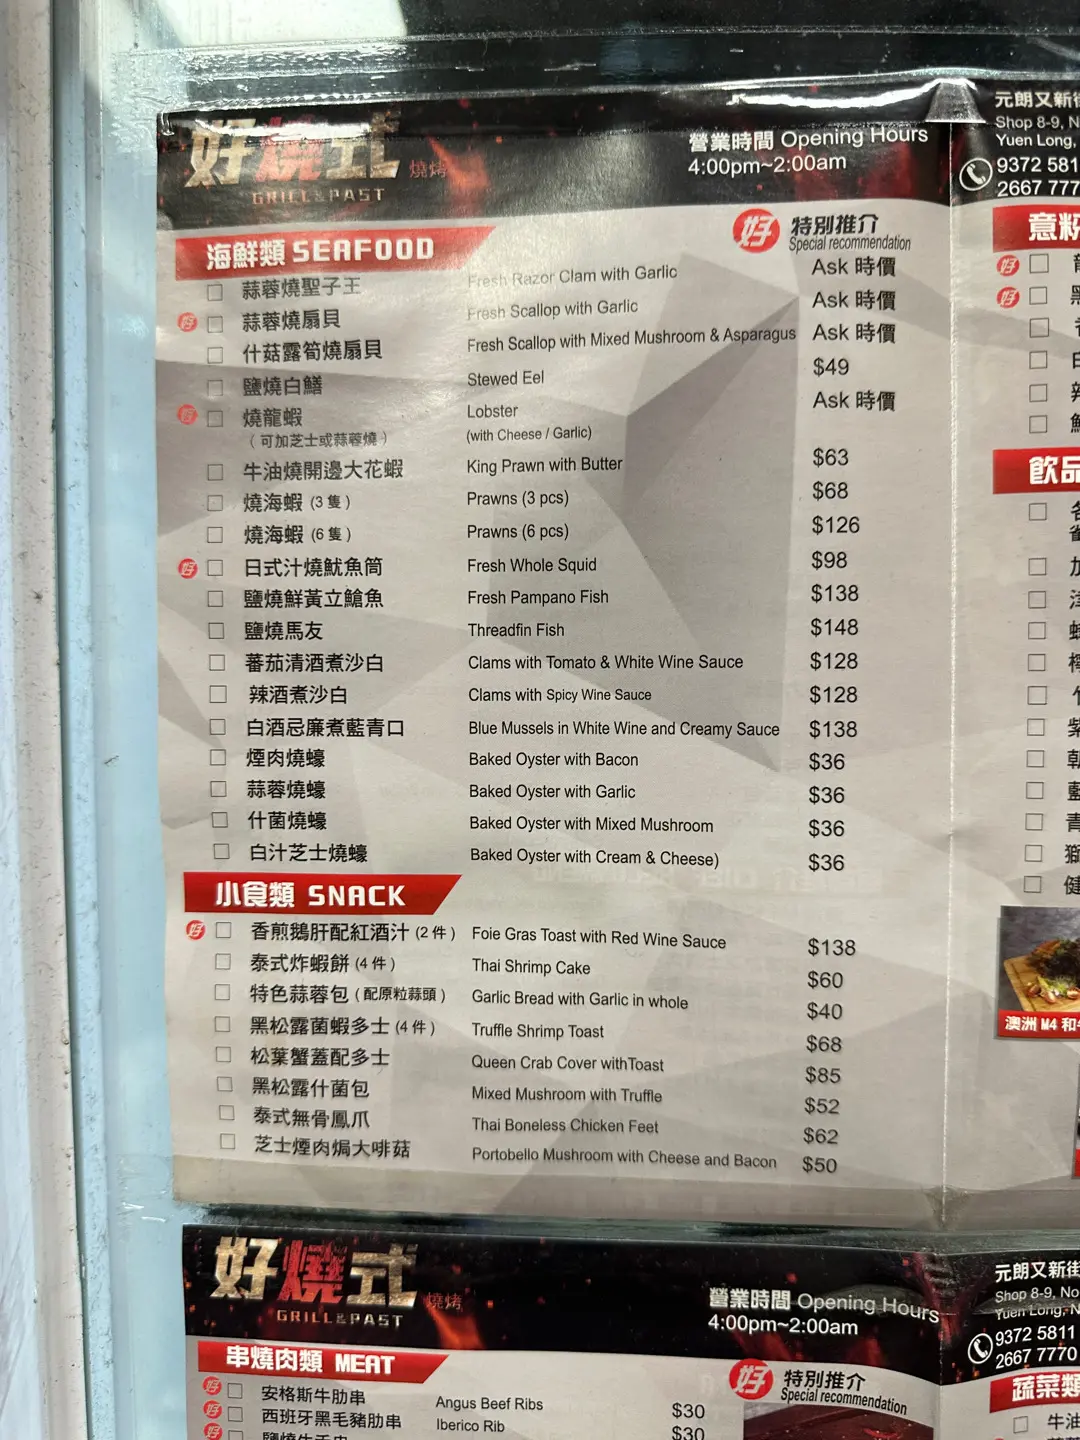 好燒式 燒烤
GRILL & PAST
營業時間 Opening Hours
4:00pm~2:00am
好 特別推介
Special recommendation
海鮮類 SEAFOOD
蒜蓉燒聖子王 Fresh Razor Clam with Garlic Ask 時價
好 蒜蓉燒扇貝 Fresh Scallop with Garlic Ask 時價
什菇露筍燒扇貝 Fresh Scallop with Mixed Mushroom & Asparagus Ask 時價
鹽燒白鱔 Stewed Eel $49
好 燒龍蝦 Lobster Ask 時價
(可加芝士或蒜蓉燒) (with Cheese / Garlic)
牛油燒開邊大花蝦 King Prawn with Butter $63
燒海蝦 (3 隻) Prawns (3 pcs) $68
燒海蝦 (6 隻) Prawns (6 pcs) $126
好 日式汁燒魷魚筒 Fresh Whole Squid $98
鹽燒鮮黃立鯧魚 Fresh Pampano Fish $138
鹽燒馬友 Threadfin Fish $148
蕃茄清酒煮沙白 Clams with Tomato & White Wine Sauce $128
辣酒煮沙白 Clams with Spicy Wine Sauce $128
白酒忌廉煮藍青口 Blue Mussels in White Wine and Creamy Sauce $138
煙肉燒蠔 Baked Oyster with Bacon $36
蒜蓉燒蠔 Baked Oyster with Garlic $36
什菌燒蠔 Baked Oyster with Mixed Mushroom $36
白汁芝士燒蠔 Baked Oyster with Cream & Cheese) $36
小食類 SNACK
好 香煎鵝肝配紅酒汁 (2 件) Foie Gras Toast with Red Wine Sauce $138
泰式炸蝦餅 (4 件) Thai Shrimp Cake $60
特色蒜蓉包 (配原粒蒜頭) Garlic Bread with Garlic in whole $40
黑松露菌蝦多士 (4 件) Truffle Shrimp Toast $68
松葉蟹蓋配多士 Queen Crab Cover withToast $85
黑松露什菌包 Mixed Mushroom with Truffle $52
泰式無骨鳳爪 Thai Boneless Chicken Feet $62
芝士煙肉焗大啡菇 Portobello Mushroom with Cheese and Bacon $50
元朗又新街
Shop 8-9, N
Yuen Long,
9372 581
2667 777
意粉
好
好
飲品
澳洲 M4 和牛
好燒式 燒烤
GRILL & PAST
營業時間 Opening Hours
4:00pm~2:00am
好 特別推介
Special recommendation
串燒肉類 MEAT
好 安格斯牛肋串 Angus Beef Ribs $30
好 西班牙黑毛豬肋串 Iberico Rib $30
好
元朗又新街
Shop 8-9, No
Yuen Long, N
9372 5811
2667 7770
蔬菜類
牛油